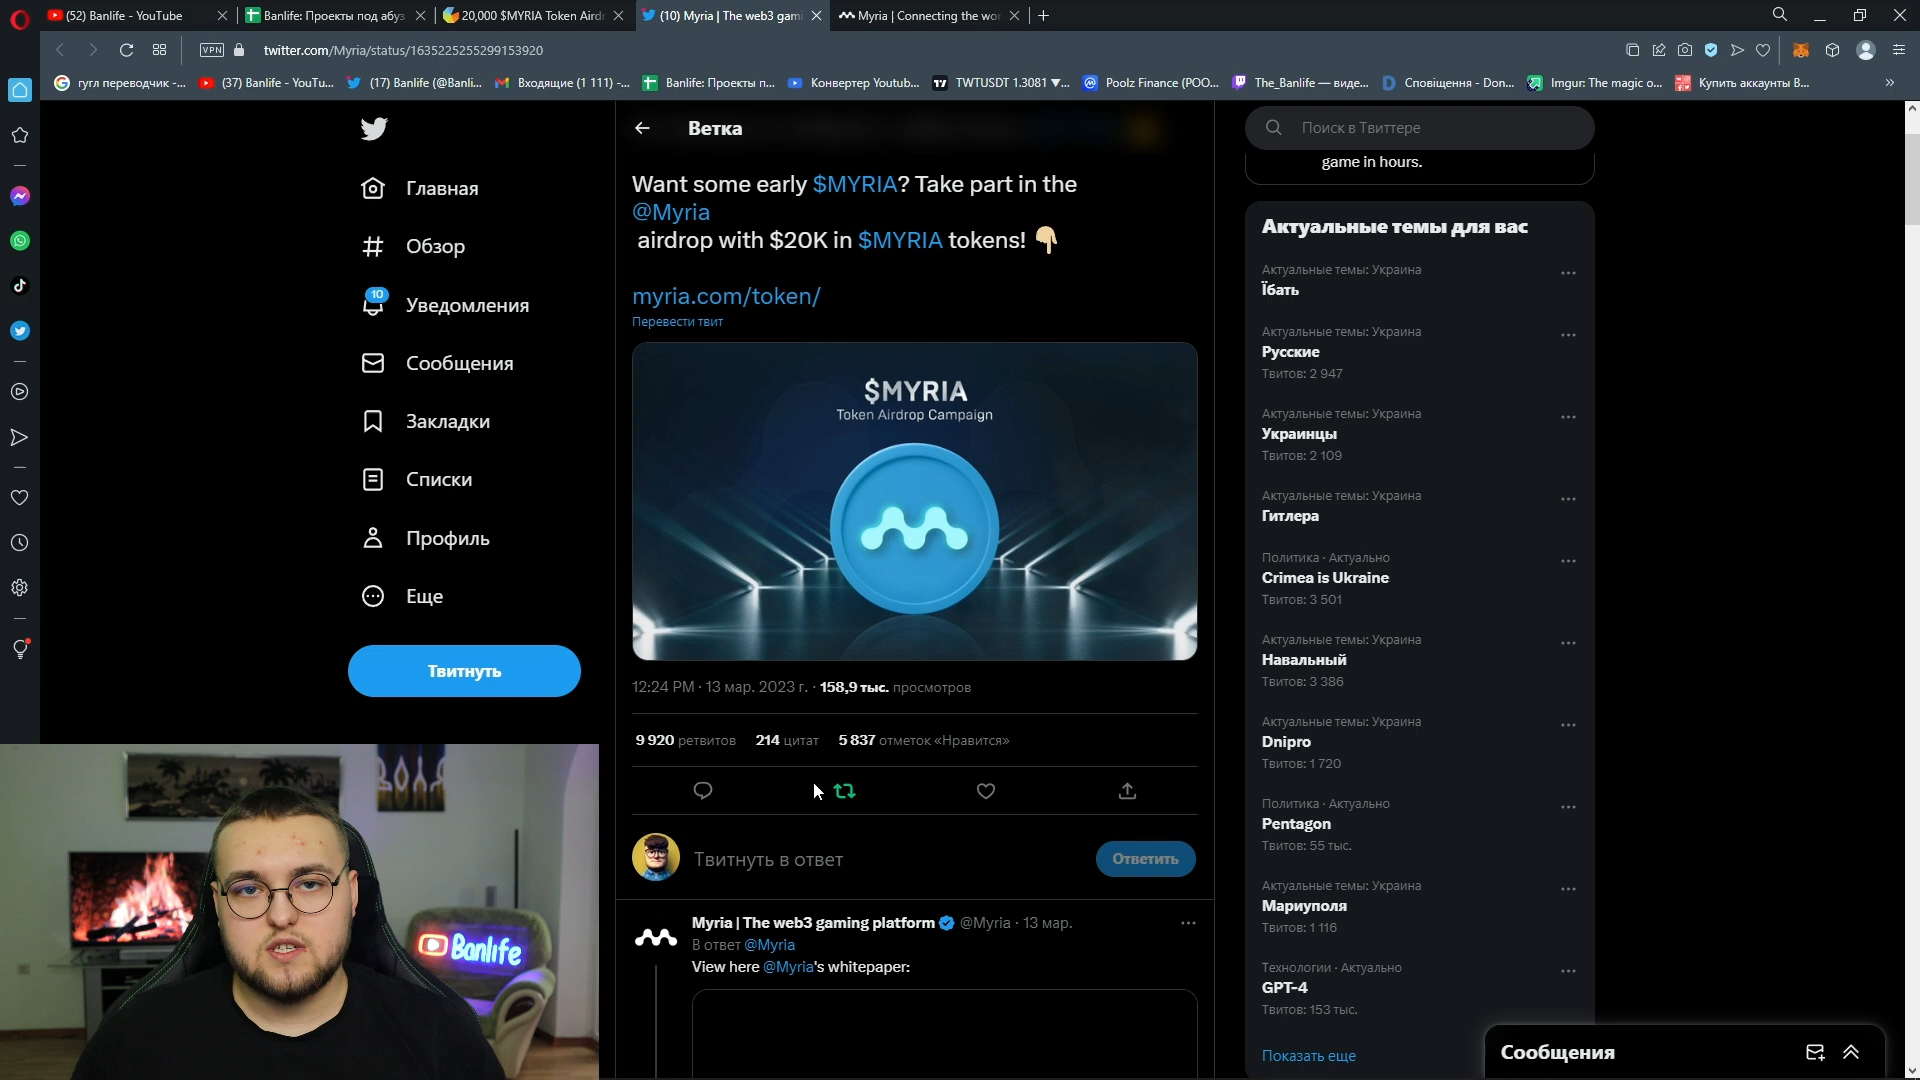 (52) Banlife - YouTube
Banlife: Проекты под абуз
20,000 $MYRIA Token Airdr
(10) Myria | The web3 gami
Myria | Connecting the wor
VPN
twitter.com/Myria/status/1635225255299153920
гугл переводчик -...
(37) Banlife - YouTu...
(17) Banlife (@Banli...
Входящие (1 111) -...
Banlife: Проекты п...
Конвертер Youtub...
TWTUSDT 1.3081 ▼...
Poolz Finance (POO...
The_Banlife — виде...
Сповіщення - Don...
Imgur: The magic o...
Купить аккаунты B...
Главная
Обзор
10
Уведомления
Сообщения
Закладки
Списки
Профиль
Еще
Твитнуть
Ветка
Want some early $MYRIA? Take part in the
@Myria
airdrop with $20K in $MYRIA tokens! 👇
myria.com/token/
Перевести твит
$MYRIA
Token Airdrop Campaign
12:24 PM · 13 мар. 2023 г. · 158,9 тыс. просмотров
9 920 ретвитов 214 цитат 5 837 отметок «Нравится»
Твитнуть в ответ
Ответить
Myria | The web3 gaming platform @Myria · 13 мар.
В ответ @Myria
View here @Myria's whitepaper:
Поиск в Твиттере
game in hours.
Актуальные темы для вас
Актуальные темы: Украина
Їбать
Актуальные темы: Украина
Русские
Твитов: 2 947
Актуальные темы: Украина
Украинцы
Твитов: 2 109
Актуальные темы: Украина
Гитлера
Политика · Актуально
Crimea is Ukraine
Твитов: 3 501
Актуальные темы: Украина
Навальный
Твитов: 3 386
Актуальные темы: Украина
Dnipro
Твитов: 1 720
Политика · Актуально
Pentagon
Твитов: 55 тыс.
Актуальные темы: Украина
Мариуполя
Твитов: 1 116
Технологии · Актуально
GPT-4
Твитов: 153 тыс.
Показать еще
Сообщения
Banlife